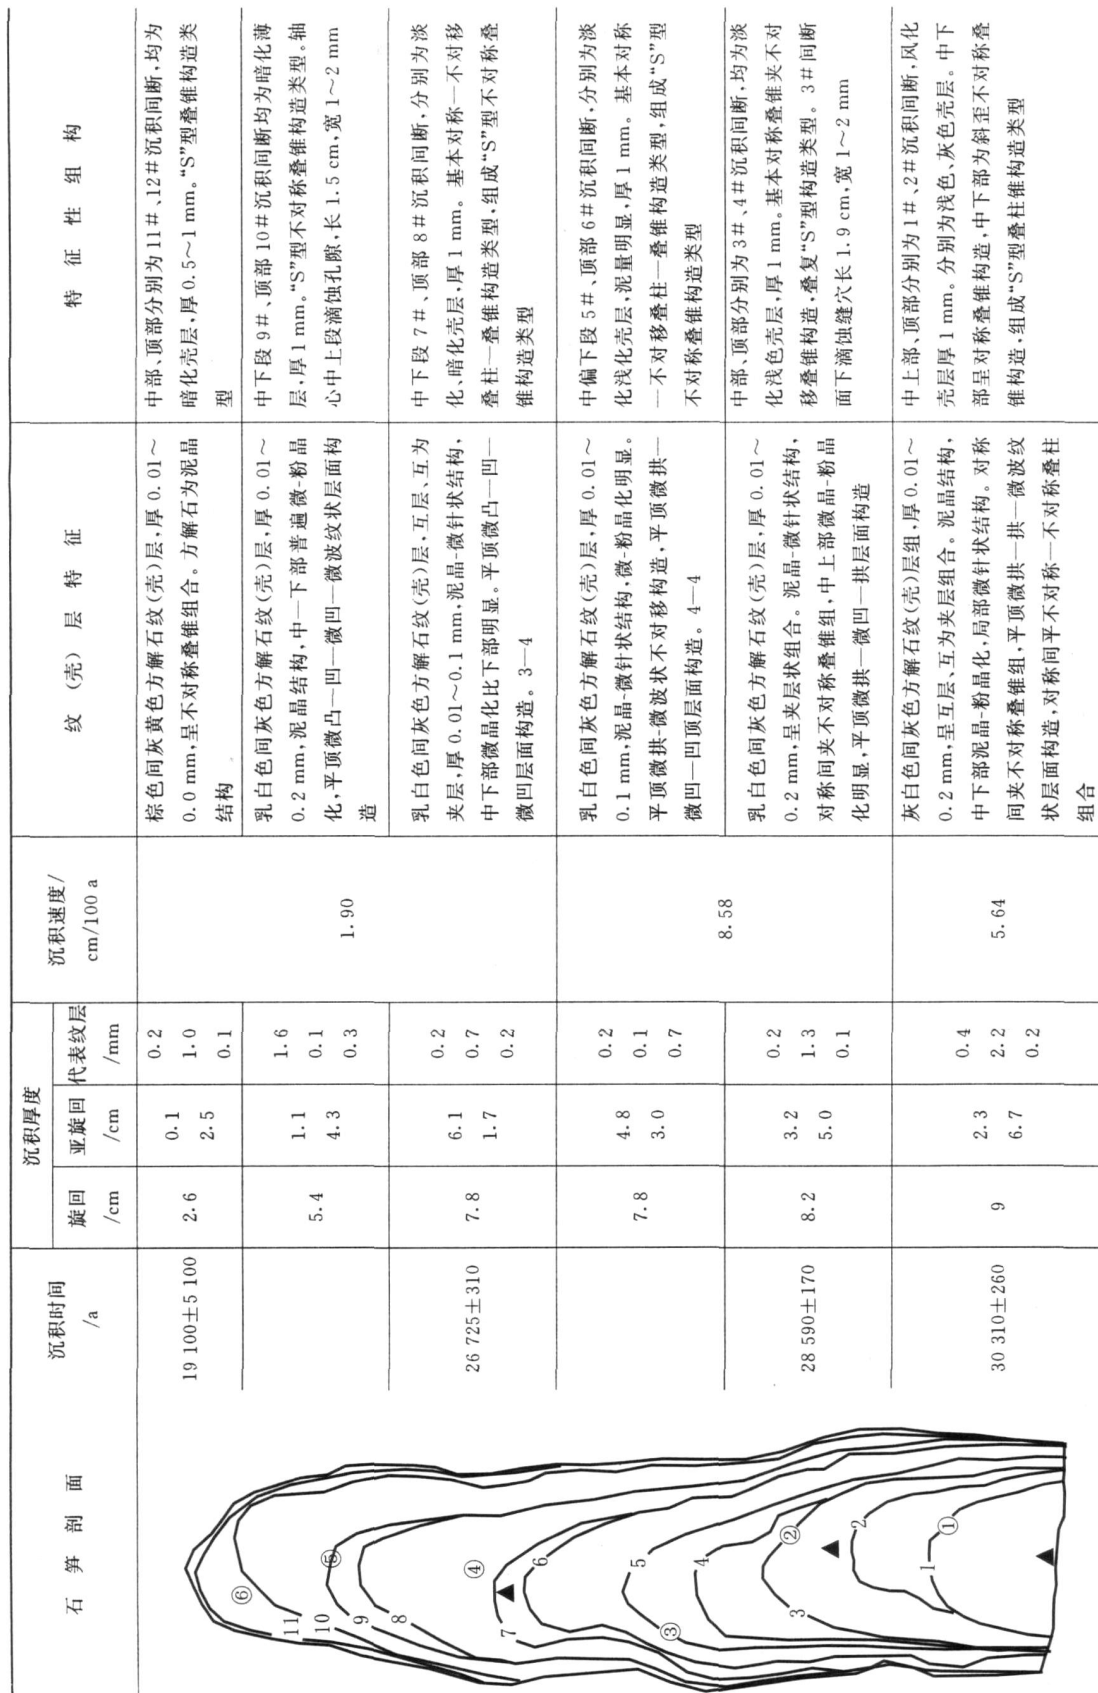 石 笋 剖 面
沉积时间
/a
沉积厚度
旋回
/cm
亚旋回
/cm
代表纹层
/mm
沉积速度/
cm/100 a
纹 （壳） 层 特 征
特 征 性 组 构
19 100±5 100
2.6
0.1
2.5
0.2
1.0
0.1
棕色间灰黄色方解石纹(壳)层,厚 0.01～
0.0 mm,呈不对称叠锥组合。方解石为泥晶
结构
中部、顶部分别为 11＃、12＃沉积间断,均为
暗化壳层,厚 0.5～1 mm。“S”型叠锥构造类
型
5.4
1.1
4.3
1.6
0.1
0.3
1.90
乳白色间灰色方解石纹(壳)层,厚 0.01～
0.2 mm,泥晶结构,中—下部普遍微-粉晶
化,平顶微凸—凹—微凹—微波纹状层面构
造
中下段 9＃、顶部 10＃沉积间断均为暗化薄
层,厚 1 mm。“S”型不对称叠锥构造类型。轴
心中上段滴蚀孔隙,长 1.5 cm,宽 1～2 mm
26 725±310
7.8
6.1
1.7
0.2
0.7
0.2
乳白色间灰色方解石纹(壳)层,互层、互为
夹层,厚 0.01～0.1 mm,泥晶-微针状结构,
中下部微晶化比下部明显。平顶微凸—凹—
微凹层面构造。3—4
中下段 7＃、顶部 8＃沉积间断,分别为淡
化、暗化壳层,厚 1 mm。基本对称—不对移
叠柱—叠锥构造类型,组成“S”型不对称叠
锥构造类型
7.8
4.8
3.0
0.2
0.1
0.7
8.58
乳白色间灰色方解石纹(壳)层,厚 0.01～
0.1 mm,泥晶-微针状结构,微-粉晶化明显。
平顶微拱-微波状不对移构造,平顶微拱—
微凹—凹顶层面构造。4—4
中偏下段 5＃、顶部 6＃沉积间断,分别为淡
化浅化壳层,泥量明显,厚 1 mm。基本对称
—不对移叠柱—叠锥构造类型,组成“S”型
不对称叠锥构造类型
28 590±170
8.2
3.2
5.0
0.2
1.3
0.1
乳白色间灰色方解石纹(壳)层,厚 0.01～
0.2 mm,呈夹层状组合。泥晶-微针状结构,
对称间夹不对称叠锥组,中上部微晶-粉晶
化明显,平顶微拱—微凹—拱层面构造
中部、顶部分别为 3＃、4＃沉积间断,均为淡
化浅色壳层,厚 1 mm。基本对称叠锥夹不对
移叠锥构造,叠复“S”型构造类型。3＃间断
面下滴蚀缝穴长 1.9 cm,宽 1～2 mm
30 310±260
9
2.3
6.7
0.4
2.2
0.2
5.64
灰白色间灰色方解石纹(壳)层组,厚 0.01～
0.2 mm,呈互层、互为夹层组合。泥晶结构,
中下部泥晶-粉晶化,局部微针状结构。对称
间夹不对称叠锥组,平顶微拱—拱—微波纹
状层面构造,对称间平不对称—不对称叠柱
组合
中上部、顶部分别为 1＃、2＃沉积间断,风化
壳层厚 1 mm。分别为浅色、灰色壳层。中下
部呈对称叠锥构造,中下部为斜歪不对称叠
锥构造,组成“S”型叠柱锥构造类型
⑥
11
10
⑤
9
8
④
7
6
5
③
4
②
3
2
①
1